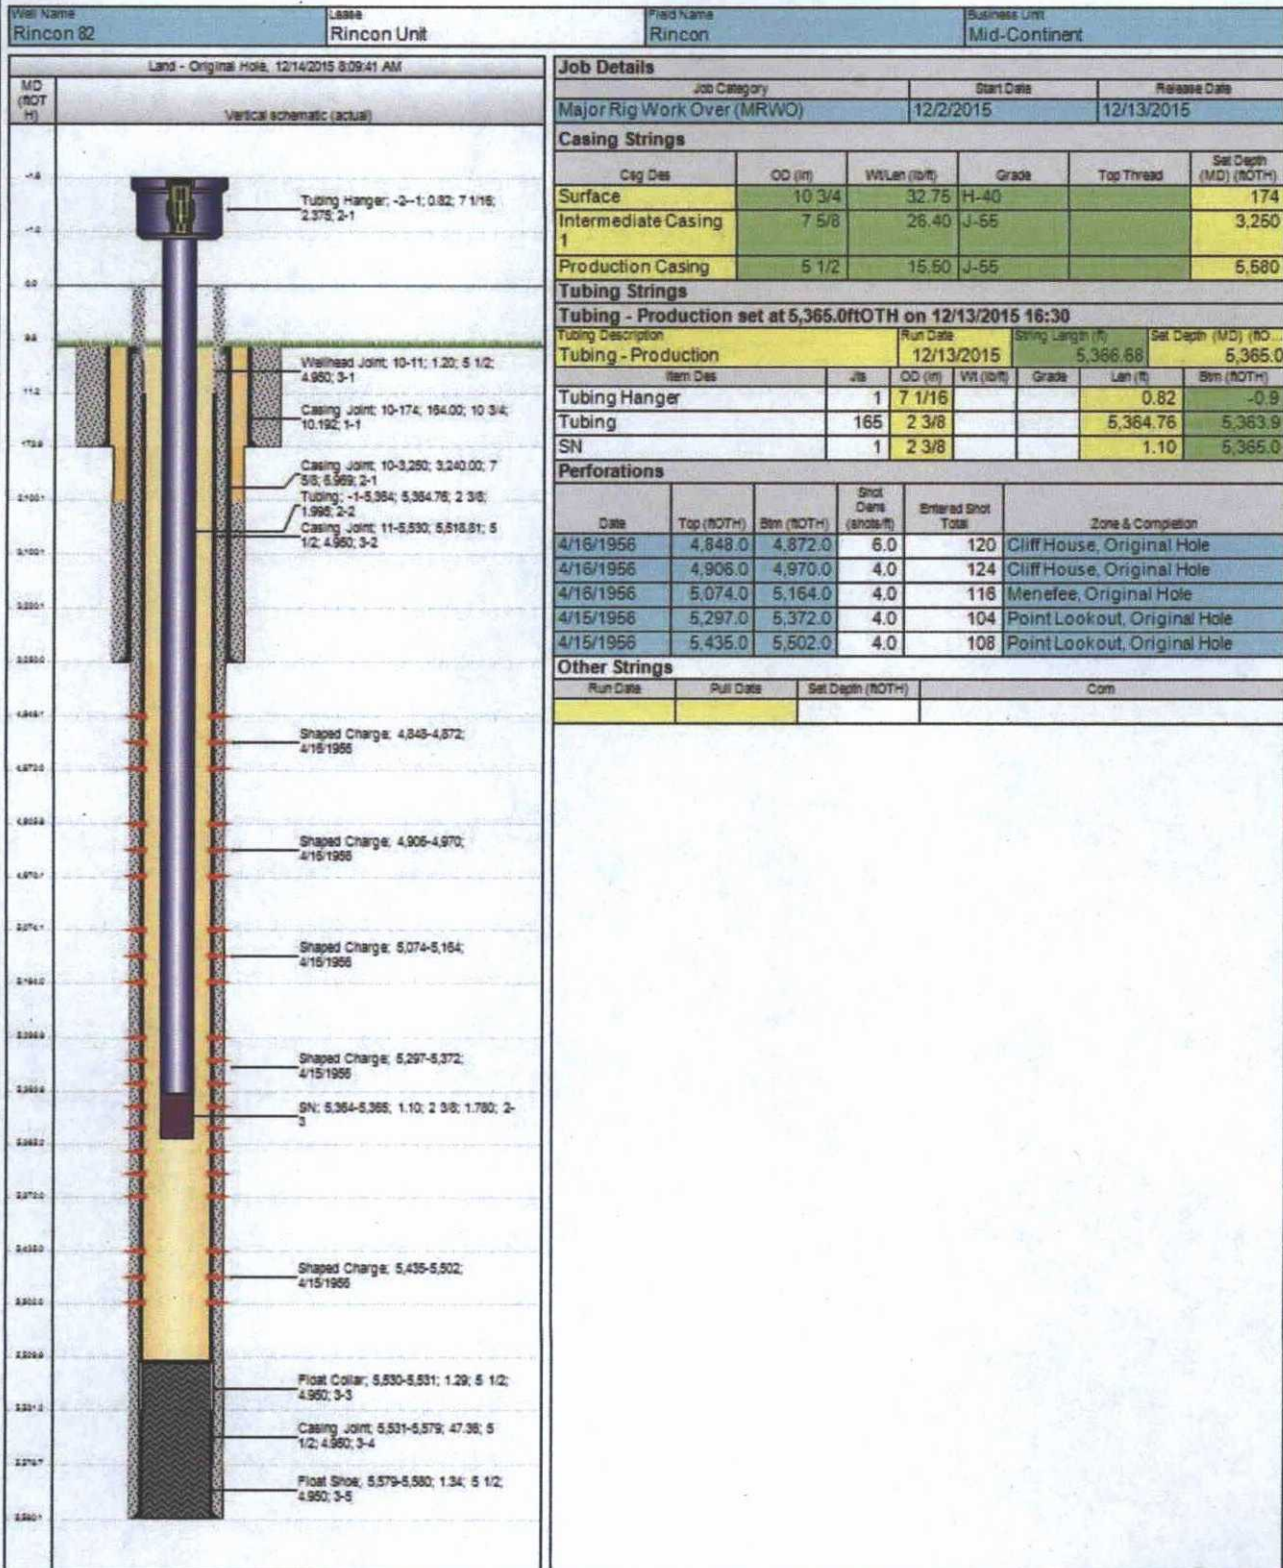 Well Name
Rincon 82
Lease
Rincon Unit
Field Name
Rincon
Business Unit
Mid-Continent
Land - Original Hole, 12/14/2015 8:09:41 AM
MD
(ftOT
H)
Vertical schematic (actual)
Tubing Hanger; -2--1; 0.82; 7 1/16;
2.375; 2-1
Wellhead Joint; 10-11; 1.20; 5 1/2;
4.950; 3-1
Casing Joint; 10-174; 164.00; 10 3/4;
10.192; 1-1
Casing Joint; 10-3,250; 3,240.00; 7
5/8; 6.969; 2-1
Tubing; -1-5,364; 5,364.76; 2 3/8;
1.995; 2-2
Casing Joint; 11-5,530; 5,518.81; 5
1/2; 4.950; 3-2
Shaped Charge; 4,848-4,872;
4/16/1956
Shaped Charge; 4,906-4,970;
4/16/1956
Shaped Charge; 5,074-5,164;
4/16/1956
Shaped Charge; 5,297-5,372;
4/15/1956
SN; 5,364-5,365; 1.10; 2 3/8; 1.780; 2-
3
Shaped Charge; 5,435-5,502;
4/15/1956
Float Collar; 5,530-5,531; 1.29; 5 1/2;
4.950; 3-3
Casing Joint; 5,531-5,579; 47.36; 5
1/2; 4.950; 3-4
Float Shoe; 5,579-5,580; 1.34; 5 1/2;
4.950; 3-5
Job Details
Job Category Start Date Release Date
Major Rig Work Over (MRWO) 12/2/2015 12/13/2015
Casing Strings
Csg Des OD (in) Wt/Len (lb/ft) Grade Top Thread Set Depth (MD) (ftOTH)
Surface 10 3/4 32.75 H-40 174
Intermediate Casing 1 7 5/8 26.40 J-55 3,250
Production Casing 5 1/2 15.50 J-55 5,580
Tubing Strings
Tubing - Production set at 5,365.0ftOTH on 12/13/2015 16:30
Tubing Description Run Date String Length (ft) Set Depth (MD) (ftO...
Tubing - Production 12/13/2015 5,366.68 5,365.0
Item Des Jts OD (in) Wt (lb/ft) Grade Len (ft) Btm (ftOTH)
Tubing Hanger 1 7 1/16 0.82 -0.9
Tubing 165 2 3/8 5,364.76 5,363.9
SN 1 2 3/8 1.10 5,365.0
Perforations
Date Top (ftOTH) Btm (ftOTH) Shot Dens (shots/ft) Entered Shot Total Zone & Completion
4/16/1956 4,848.0 4,872.0 6.0 120 Cliff House, Original Hole
4/16/1956 4,906.0 4,970.0 4.0 124 Cliff House, Original Hole
4/16/1956 5,074.0 5,164.0 4.0 116 Menefee, Original Hole
4/15/1956 5,297.0 5,372.0 4.0 104 Point Lookout, Original Hole
4/15/1956 5,435.0 5,502.0 4.0 108 Point Lookout, Original Hole
Other Strings
Run Date Pull Date Set Depth (ftOTH) Com